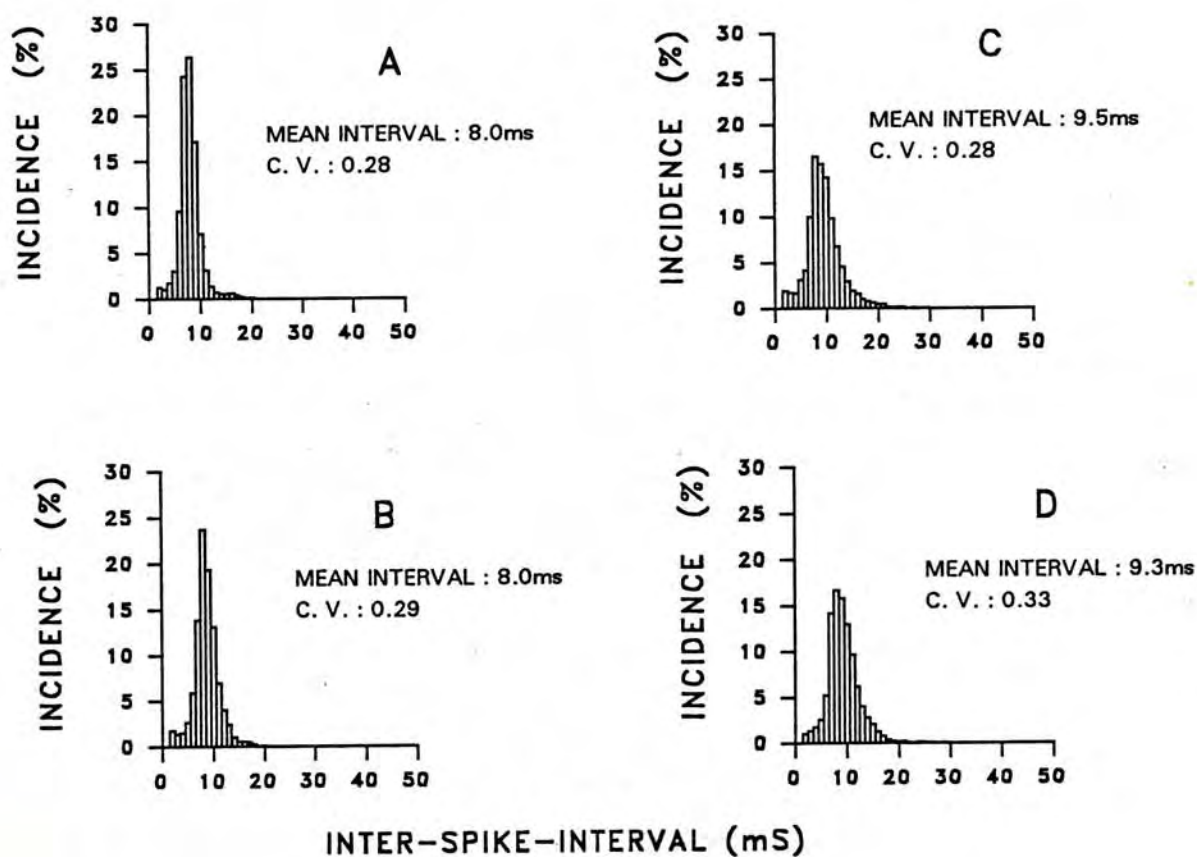 INCIDENCE (%)
30
25
20
15
10
5
0
0 10 20 30 40 50
A
MEAN INTERVAL : 8.0ms
C. V. : 0.28
INCIDENCE (%)
30
25
20
15
10
5
0
0 10 20 30 40 50
C
MEAN INTERVAL : 9.5ms
C. V. : 0.28
INCIDENCE (%)
30
25
20
15
10
5
0
0 10 20 30 40 50
B
MEAN INTERVAL : 8.0ms
C. V. : 0.29
INCIDENCE (%)
30
25
20
15
10
5
0
0 10 20 30 40 50
D
MEAN INTERVAL : 9.3ms
C. V. : 0.33
INTER-SPIKE-INTERVAL (mS)